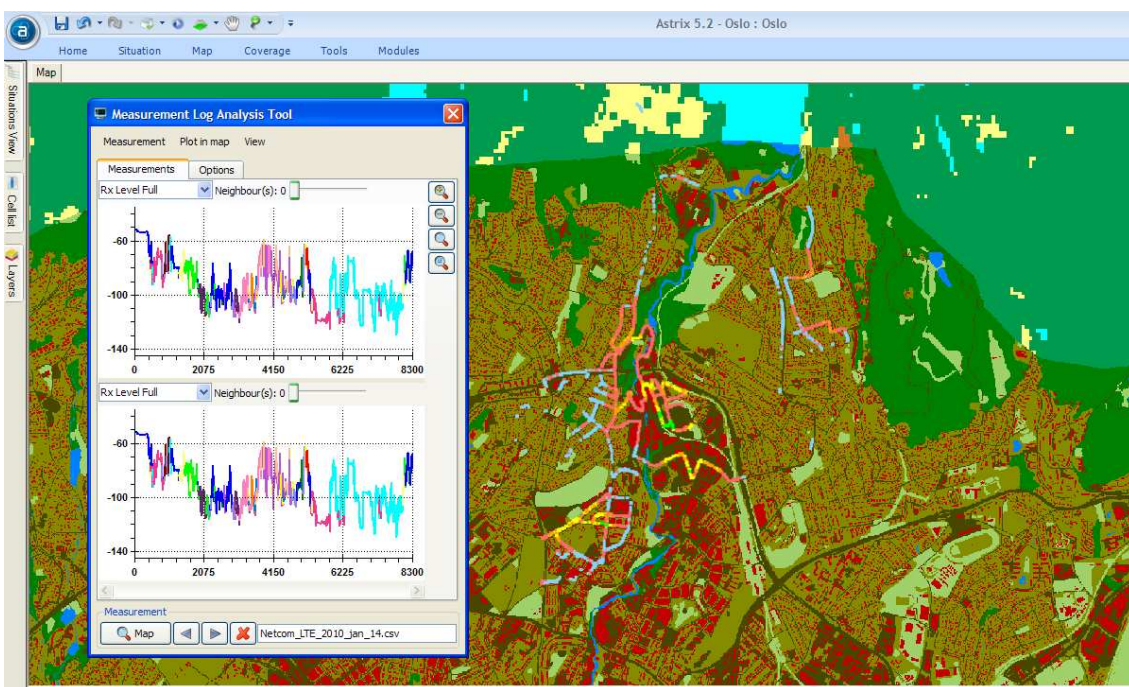 a
Astrix 5.2 - Oslo : Oslo
Home Situation Map Coverage Tools Modules
Map
Situations View
Cell list
Layers
Measurement Log Analysis Tool
Measurement Plot in map View
Measurements Options
Rx Level Full Neighbour(s): 0
-60
-100
-140
0 2075 4150 6225 8300
Rx Level Full Neighbour(s): 0
-60
-100
-140
0 2075 4150 6225 8300
Measurement
Map Netcom_LTE_2010_jan_14.csv